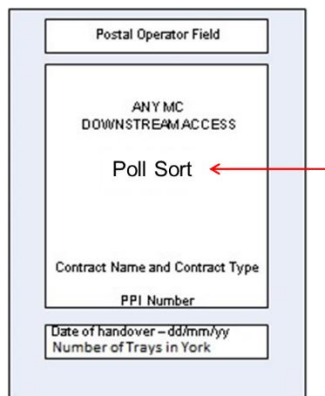 Postal Operator Field
ANY MC
DOWNSTREAM ACCESS
Poll Sort
Contract Name and Contract Type
PPI Number
Date of handover – dd/mm/yy
Number of Trays in York